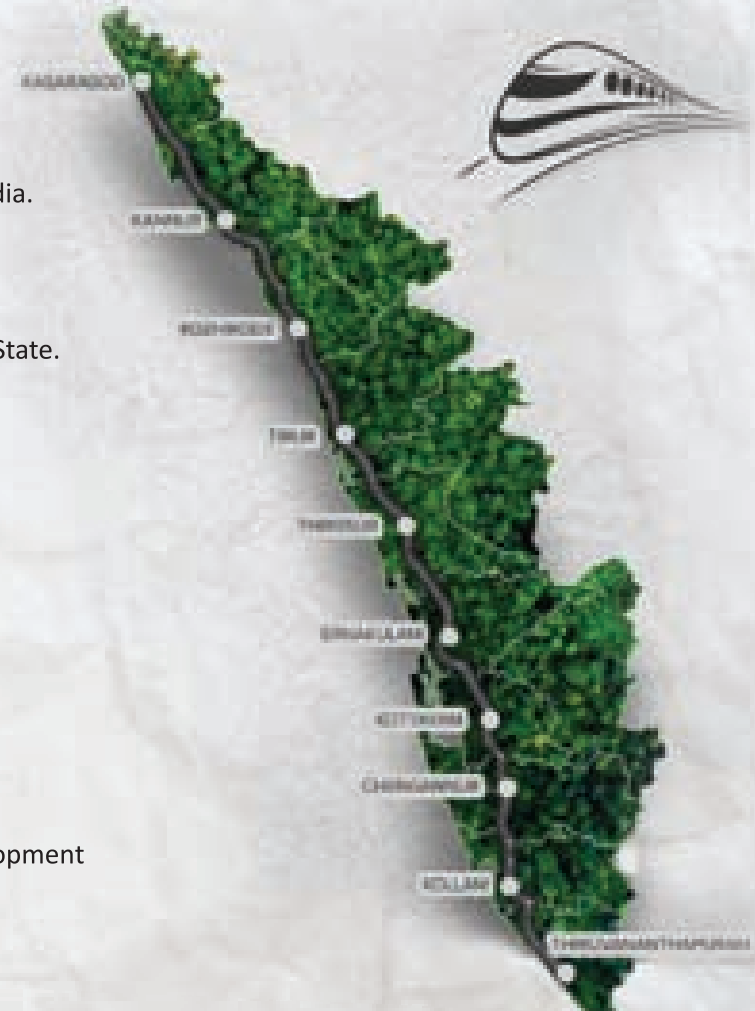 KASARAGOD
dia.
KANNUR
KOZHIKODE
State.
TIRUR
THRISSUR
ERNAKULAM
KOTTAYAM
CHENGANNUR
opment
KOLLAM
THIRUVANANTHAPURAM